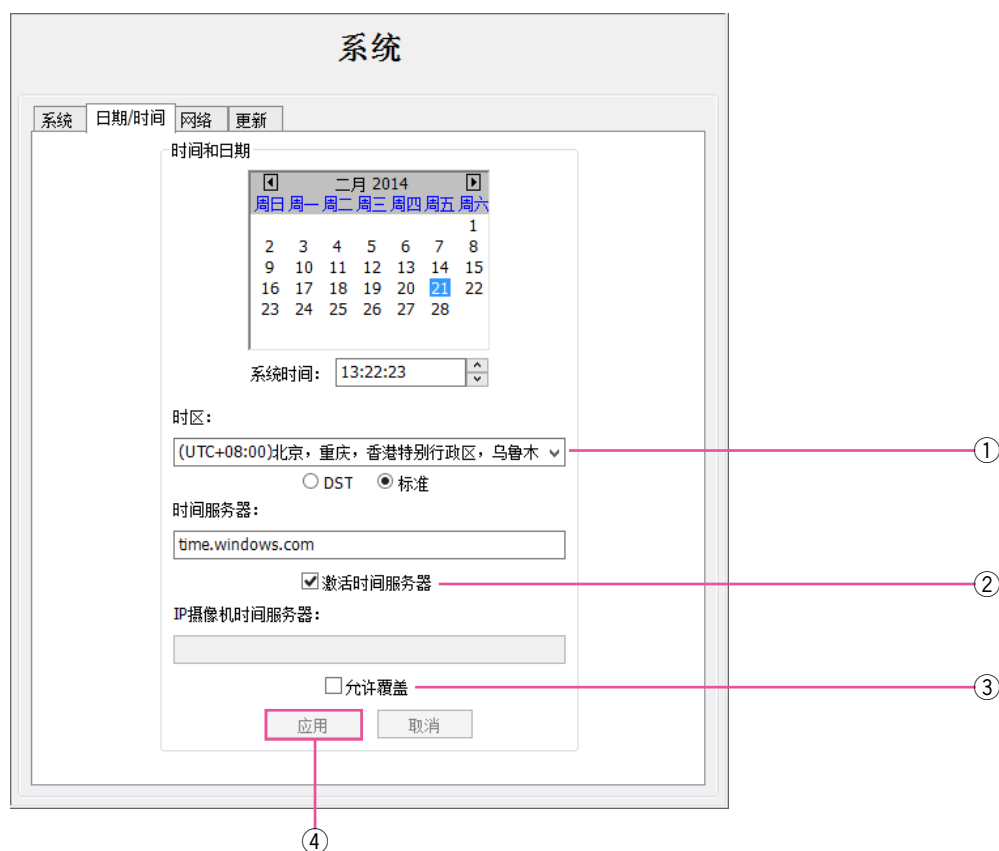 系统
系统 日期/时间 网络 更新
时间和日期
二月 2014
周日 周一 周二 周三 周四 周五 周六
1
2 3 4 5 6 7 8
9 10 11 12 13 14 15
16 17 18 19 20 21 22
23 24 25 26 27 28
系统时间： 13:22:23
时区：
(UTC+08:00)北京，重庆，香港特别行政区，乌鲁木
①
DST 标准
时间服务器：
time.windows.com
激活时间服务器
②
IP摄像机时间服务器：
允许覆盖
③
应用 取消
④